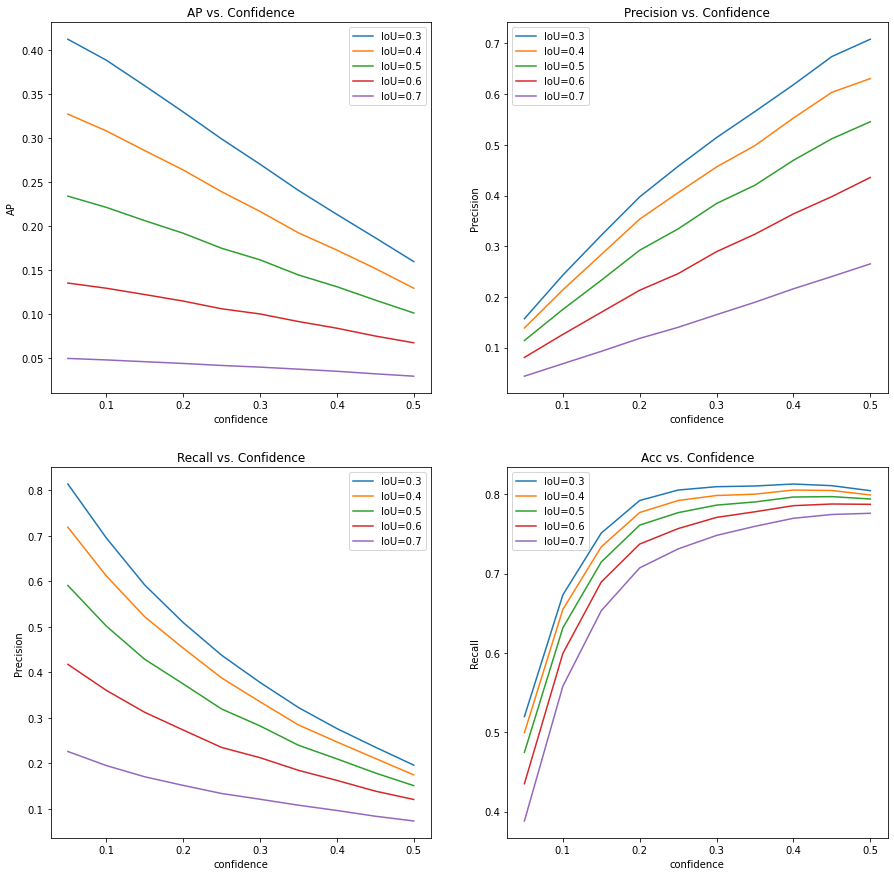 AP vs. Confidence
IoU=0.3
IoU=0.4
IoU=0.5
IoU=0.6
IoU=0.7
0.40
0.35
0.30
0.25
0.20
0.15
0.10
0.05
AP
0.1 0.2 0.3 0.4 0.5
confidence
Precision vs. Confidence
IoU=0.3
IoU=0.4
IoU=0.5
IoU=0.6
IoU=0.7
0.7
0.6
0.5
0.4
0.3
0.2
0.1
Precision
0.1 0.2 0.3 0.4 0.5
confidence
Recall vs. Confidence
IoU=0.3
IoU=0.4
IoU=0.5
IoU=0.6
IoU=0.7
0.8
0.7
0.6
0.5
0.4
0.3
0.2
0.1
Precision
0.1 0.2 0.3 0.4 0.5
confidence
Acc vs. Confidence
IoU=0.3
IoU=0.4
IoU=0.5
IoU=0.6
IoU=0.7
0.8
0.7
0.6
0.5
0.4
Recall
0.1 0.2 0.3 0.4 0.5
confidence